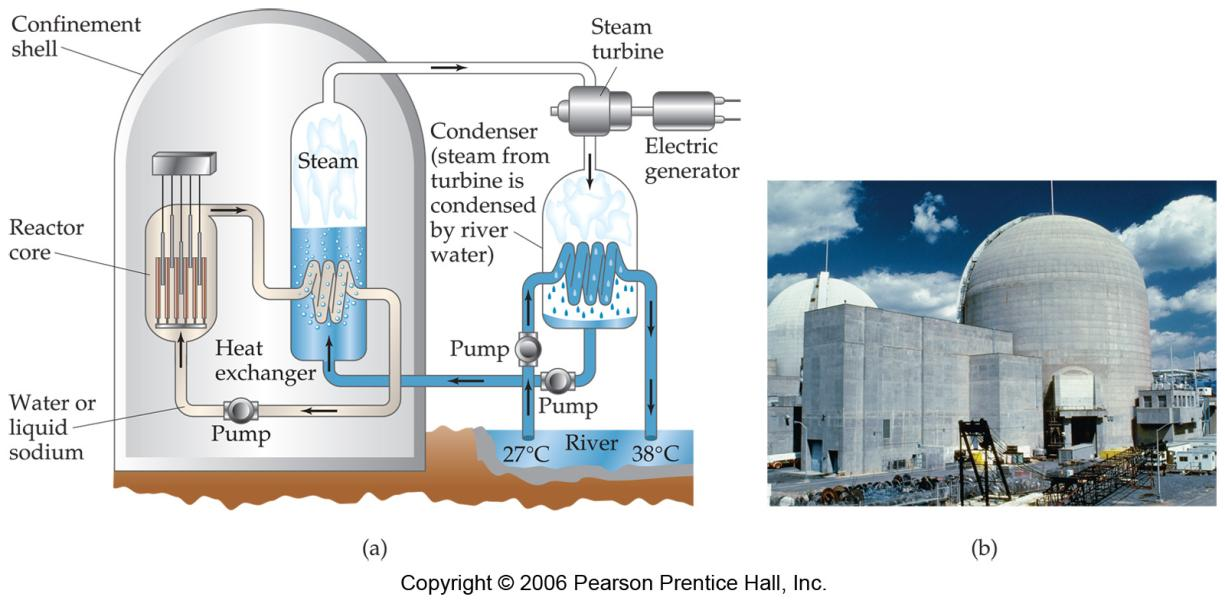 Confinement
shell
Steam
turbine
Condenser
(steam from
turbine is
condensed
by river
water)
Electric
generator
Steam
Reactor
core
Heat
exchanger
Pump
Pump
Water or
liquid
sodium
Pump
27°C
River
38°C
(a)
(b)
Copyright © 2006 Pearson Prentice Hall, Inc.